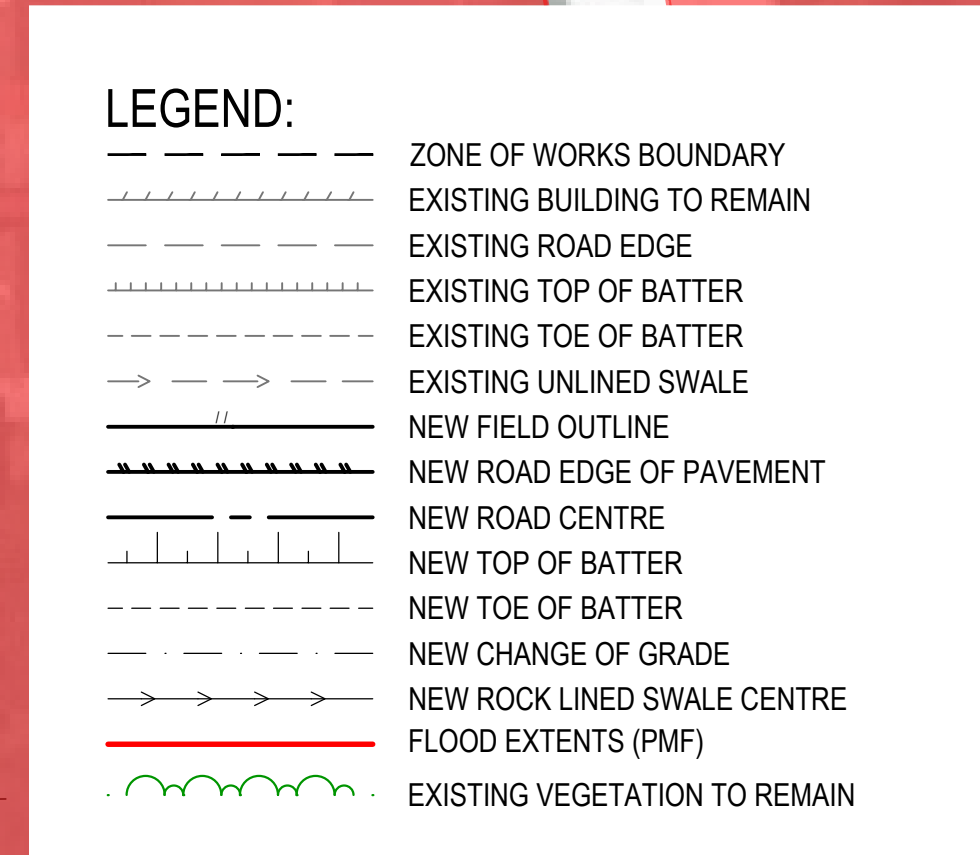 LEGEND:
ZONE OF WORKS BOUNDARY
EXISTING BUILDING TO REMAIN
EXISTING ROAD EDGE
EXISTING TOP OF BATTER
EXISTING TOE OF BATTER
EXISTING UNLINED SWALE
NEW FIELD OUTLINE
NEW ROAD EDGE OF PAVEMENT
NEW ROAD CENTRE
NEW TOP OF BATTER
NEW TOE OF BATTER
NEW CHANGE OF GRADE
NEW ROCK LINED SWALE CENTRE
FLOOD EXTENTS (PMF)
EXISTING VEGETATION TO REMAIN